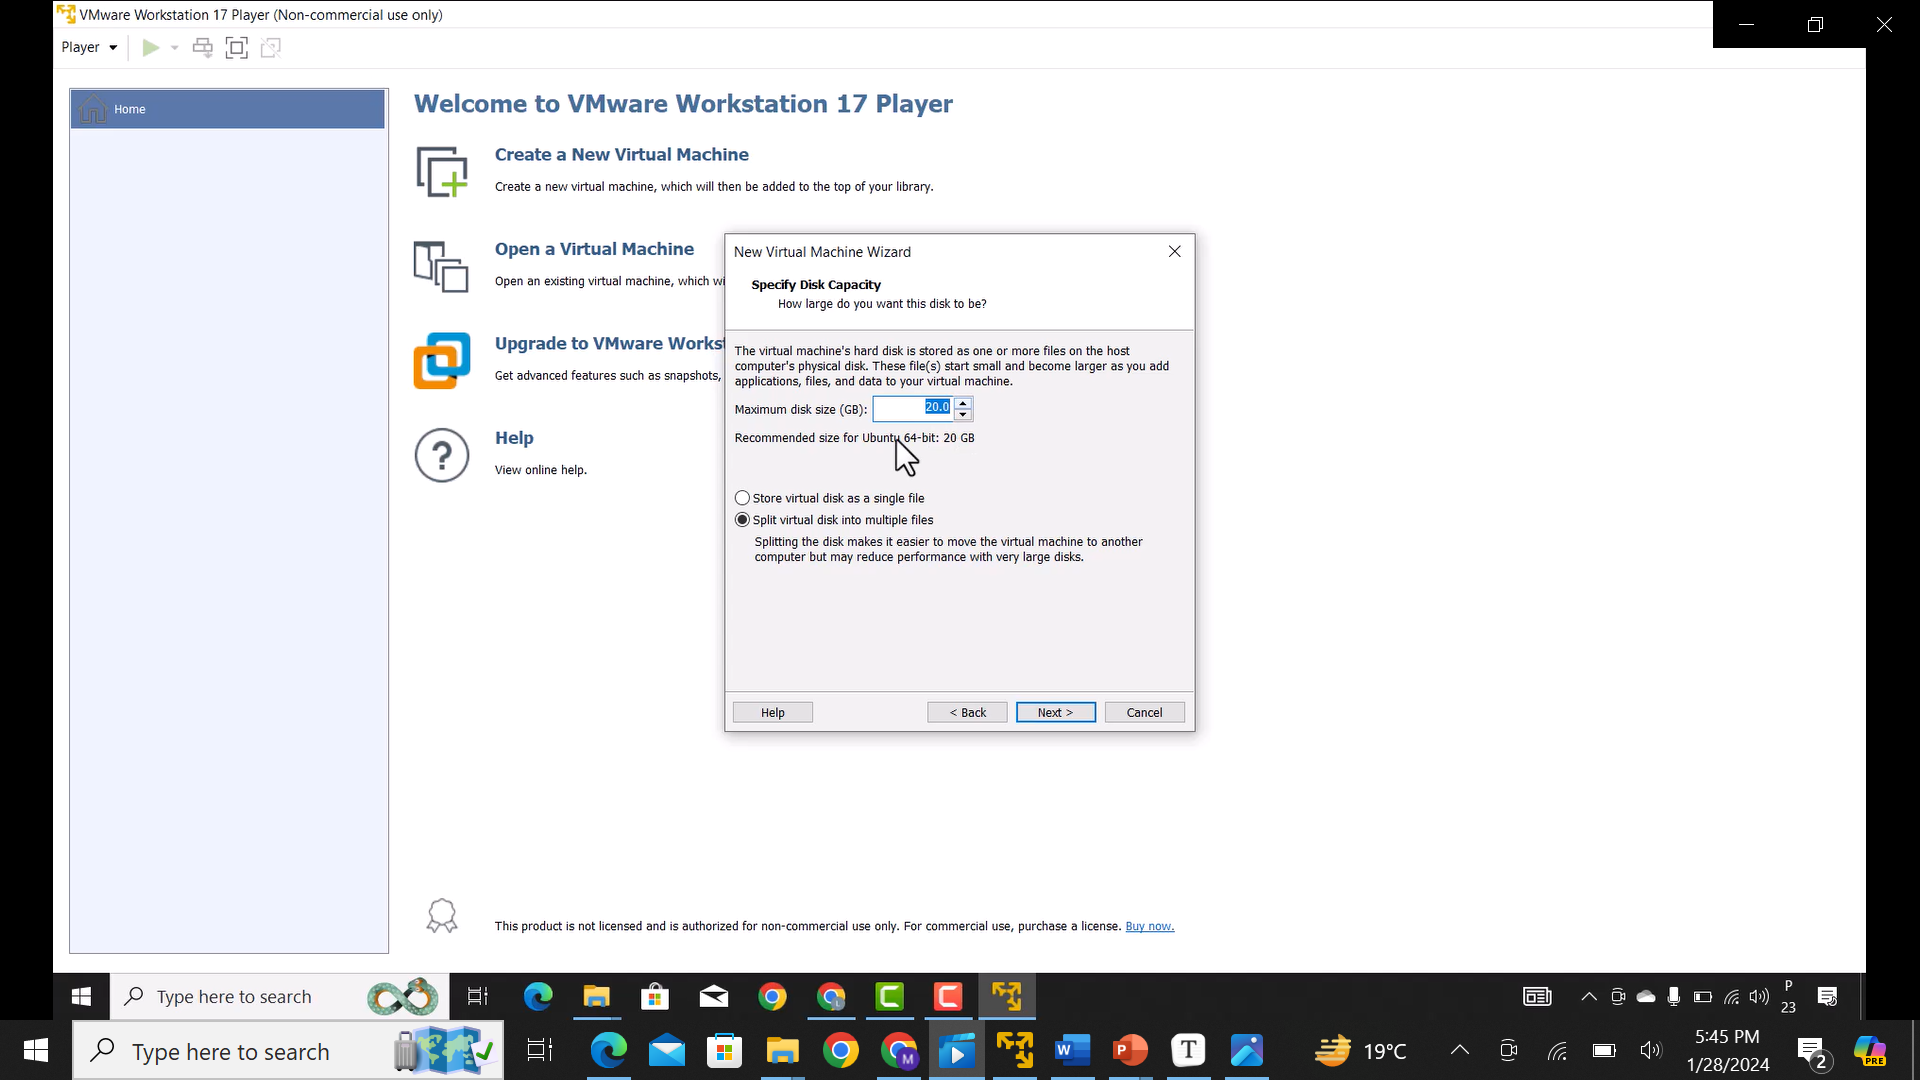 VMware Workstation 17 Player (Non-commercial use only)
Player
Home
Welcome to VMware Workstation 17 Player
Create a New Virtual Machine
Create a new virtual machine, which will then be added to the top of your library.
Open a Virtual Machine
Open an existing virtual machine, which wi
Upgrade to VMware Works
Get advanced features such as snapshots,
Help
View online help.
New Virtual Machine Wizard
Specify Disk Capacity
How large do you want this disk to be?
The virtual machine's hard disk is stored as one or more files on the host
computer's physical disk. These file(s) start small and become larger as you add
applications, files, and data to your virtual machine.
Maximum disk size (GB): 20.0
Recommended size for Ubuntu 64-bit: 20 GB
Store virtual disk as a single file
Split virtual disk into multiple files
Splitting the disk makes it easier to move the virtual machine to another
computer but may reduce performance with very large disks.
Help
< Back
Next >
Cancel
This product is not licensed and is authorized for non-commercial use only. For commercial use, purchase a license. Buy now.
Type here to search
P
23
Type here to search
19°C
5:45 PM
1/28/2024
2
PRE